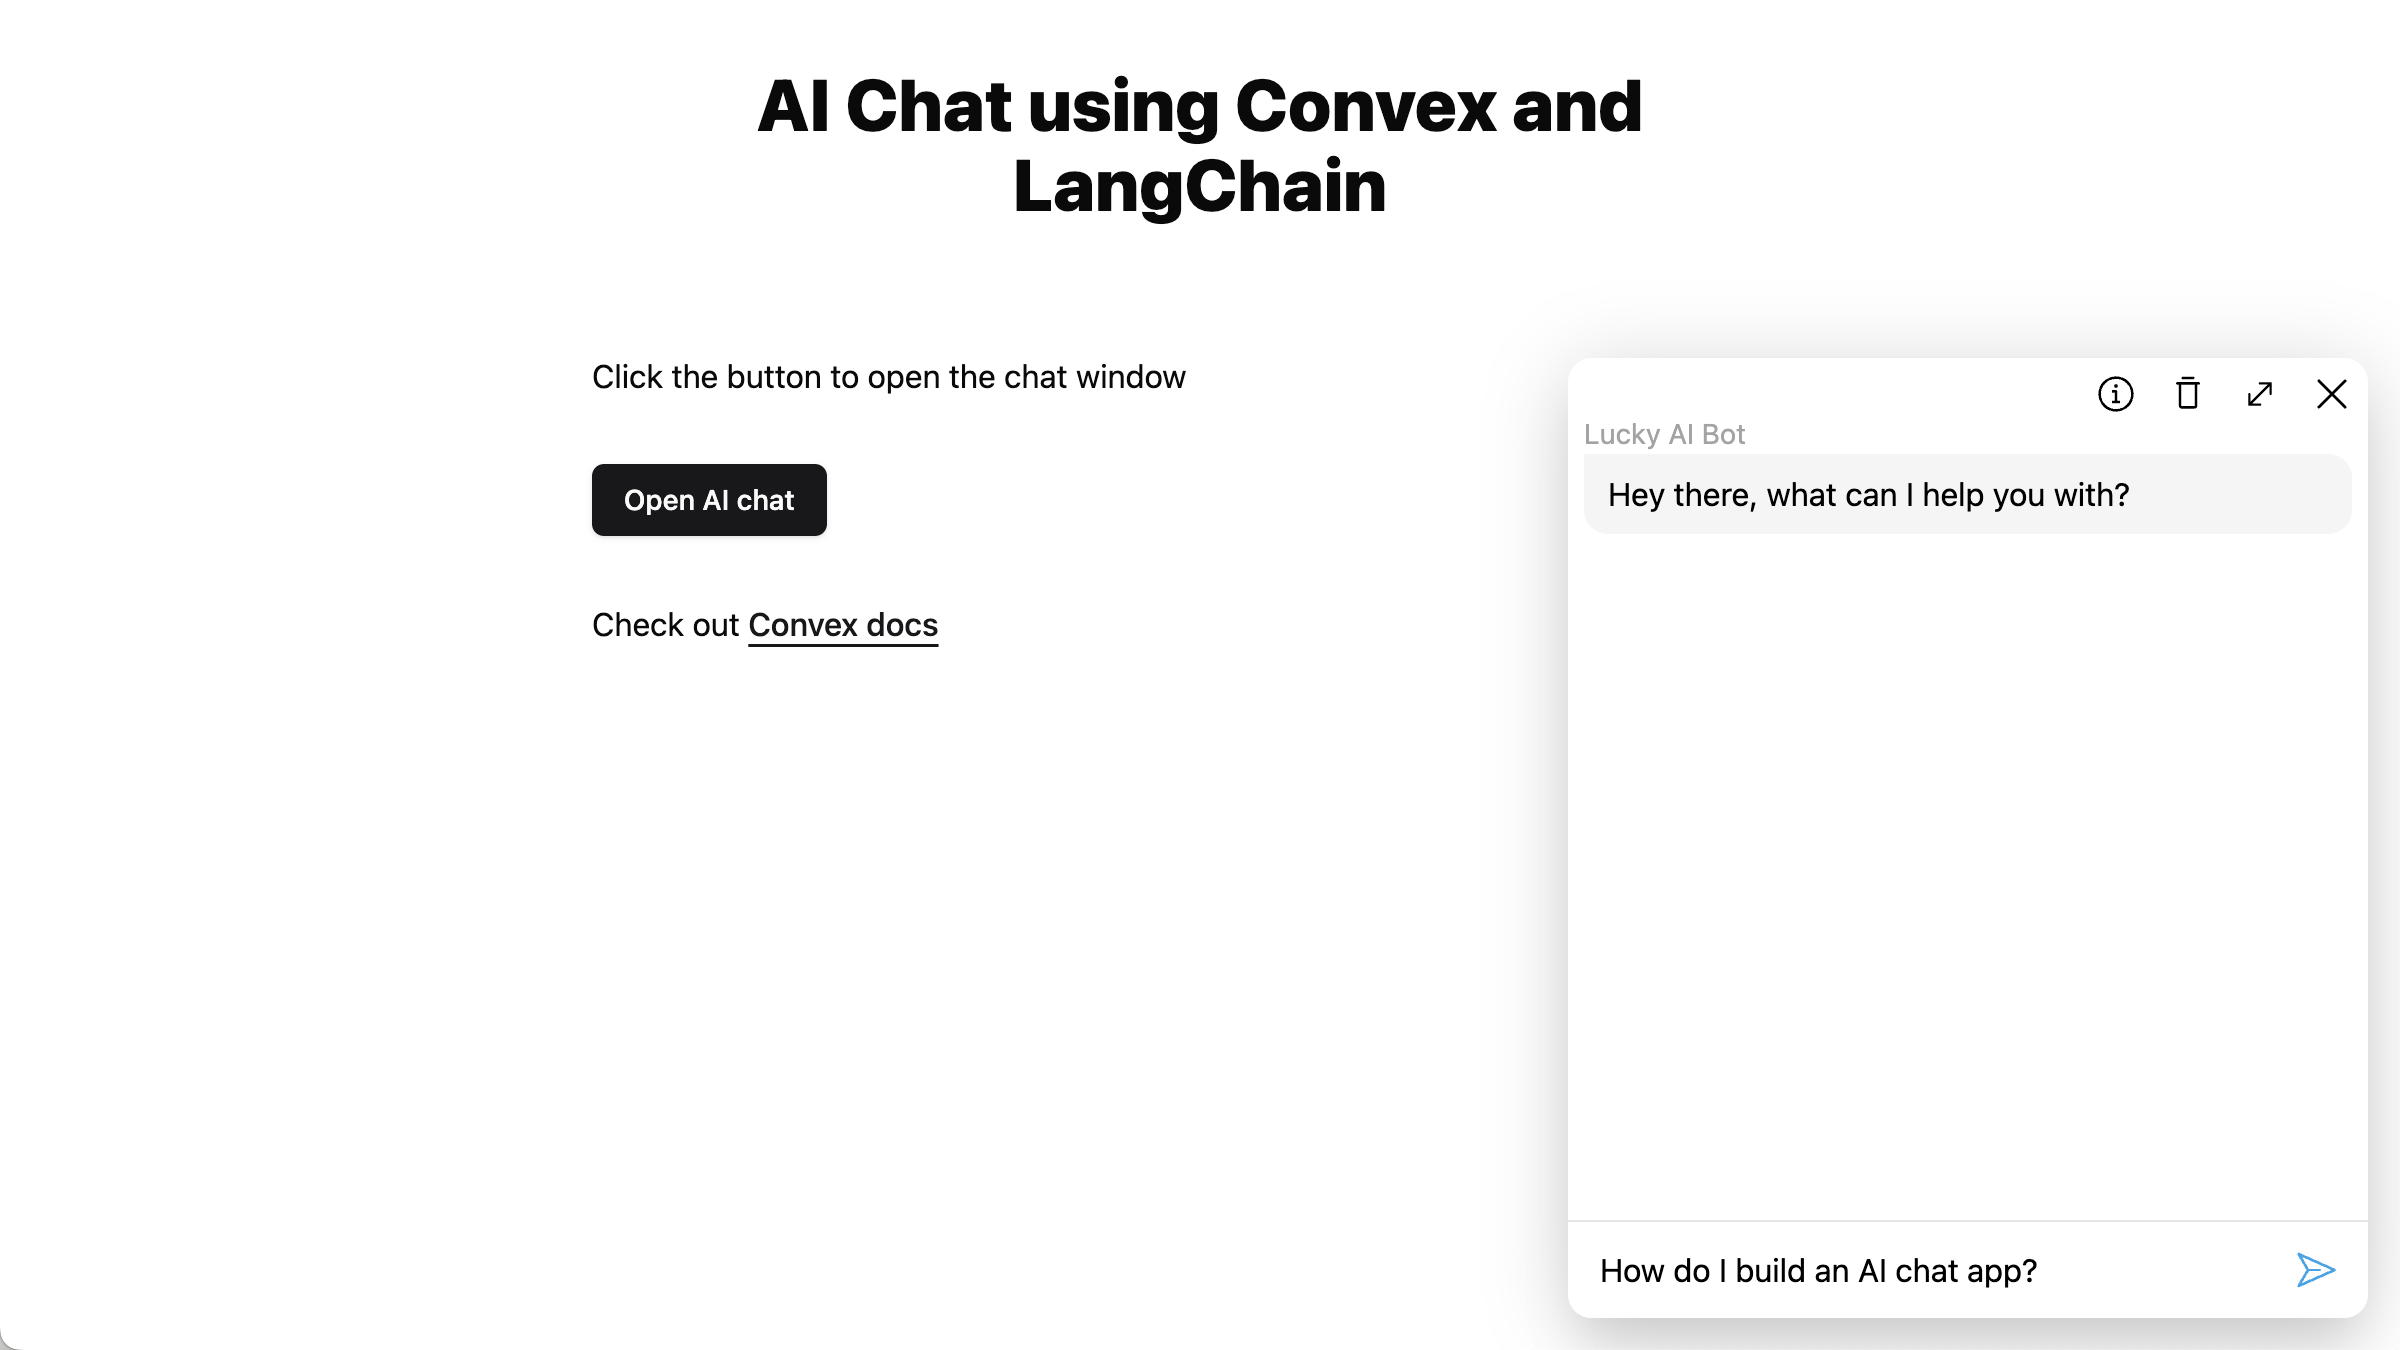 AI Chat using Convex and
LangChain
Click the button to open the chat window
Open AI chat
Check out Convex docs
Lucky AI Bot
Hey there, what can I help you with?
How do I build an AI chat app?